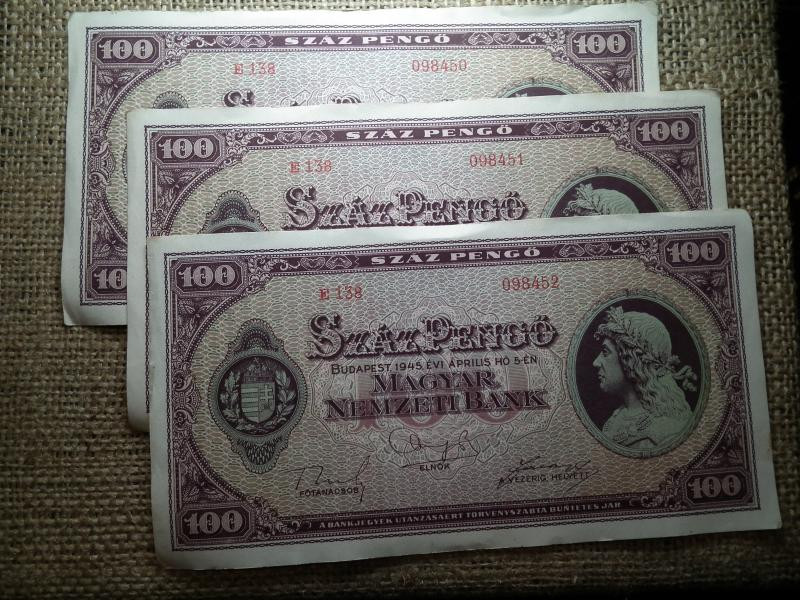 100 SZÁZ PENGŐ 100
E 138 098450
10
100 SZÁZ PENGŐ 100
E 138 098451
SZÁZ PENGŐ
100 SZÁZ PENGŐ 100
E 138 098452
SZÁZ PENGŐ
BUDAPEST 1945. ÉVI ÁPRILIS HÓ 5-ÉN
MAGYAR
NEMZETI BANK
100
ELNÖK
FŐTANÁCSOS A VEZÉRIG. HELYETT
100 A BANKJEGYEK UTÁNZÁSÁÉRT TÖRVÉNYSZABTA BÜNTETÉS JÁR 100